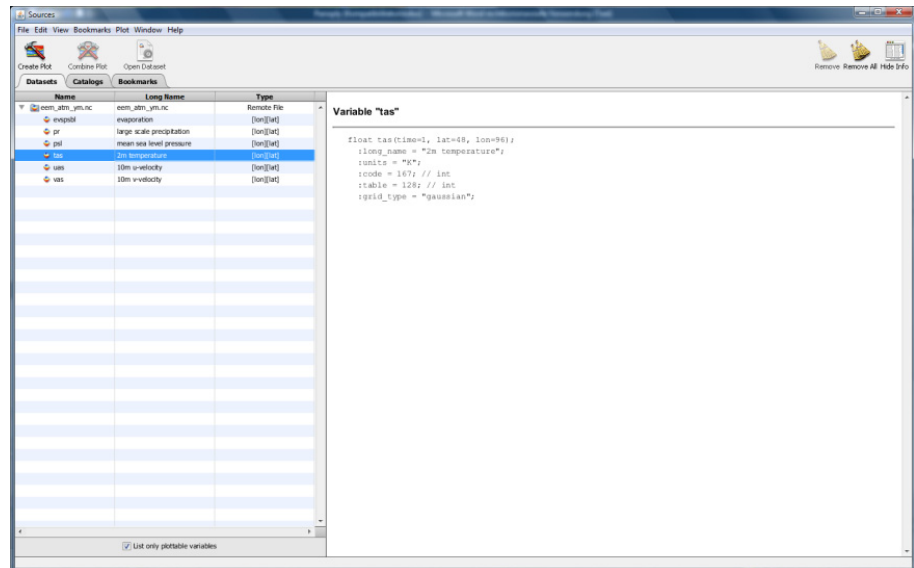 Sources
File Edit View Bookmarks Plot Window Help
Create Plot Combine Plot Open Dataset Remove Remove All Hide Info
Datasets Catalogs Bookmarks
Name Long Name Type
eem_atm_ym.nc eem_atm_ym.nc Remote File
evspsbl evaporation [lon][lat]
pr large scale precipitation [lon][lat]
psl mean sea level pressure [lon][lat]
tas 2m temperature [lon][lat]
uas 10m u-velocity [lon][lat]
vas 10m v-velocity [lon][lat]
List only plottable variables
Variable "tas"
float tas(time=1, lat=48, lon=96);
:long_name = "2m temperature";
:units = "K";
:code = 167; // int
:table = 128; // int
:grid_type = "gaussian";